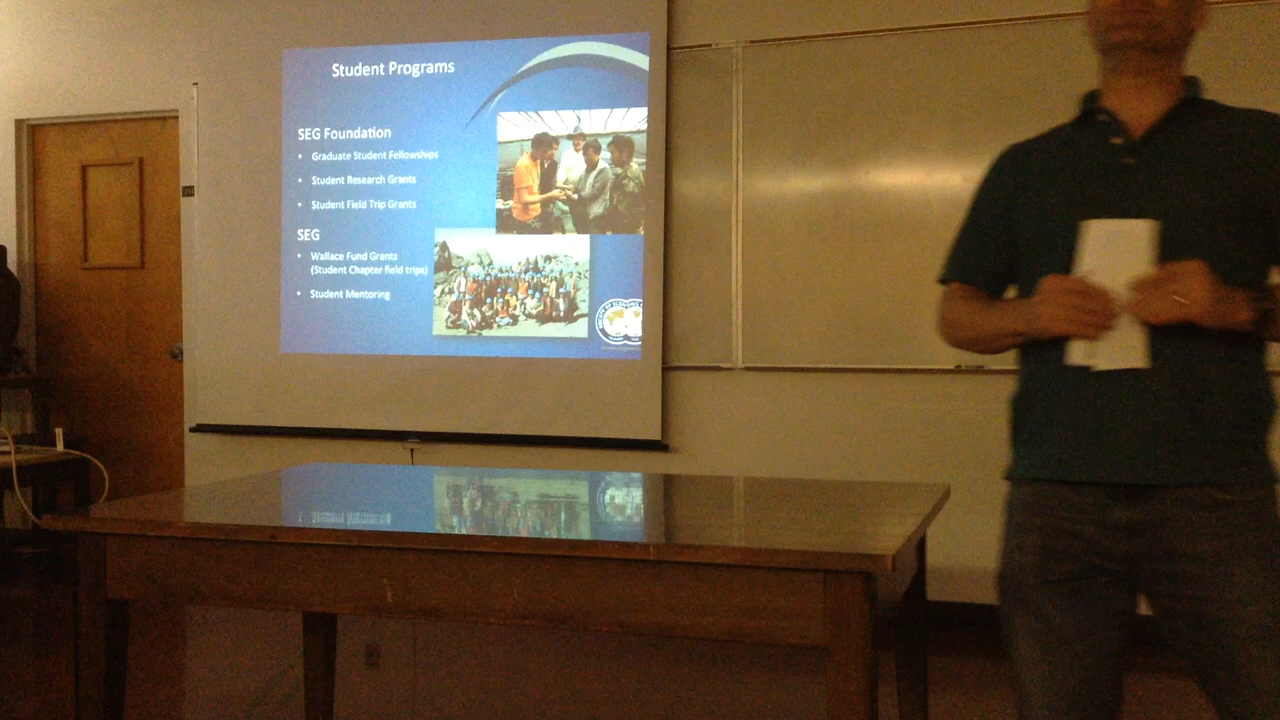 Student Programs
SEG Foundation
• Graduate Student Fellowships
• Student Research Grants
• Student Field Trip Grants
SEG
• Wallace Fund Grants
(Student Chapter field trips)
• Student Mentoring